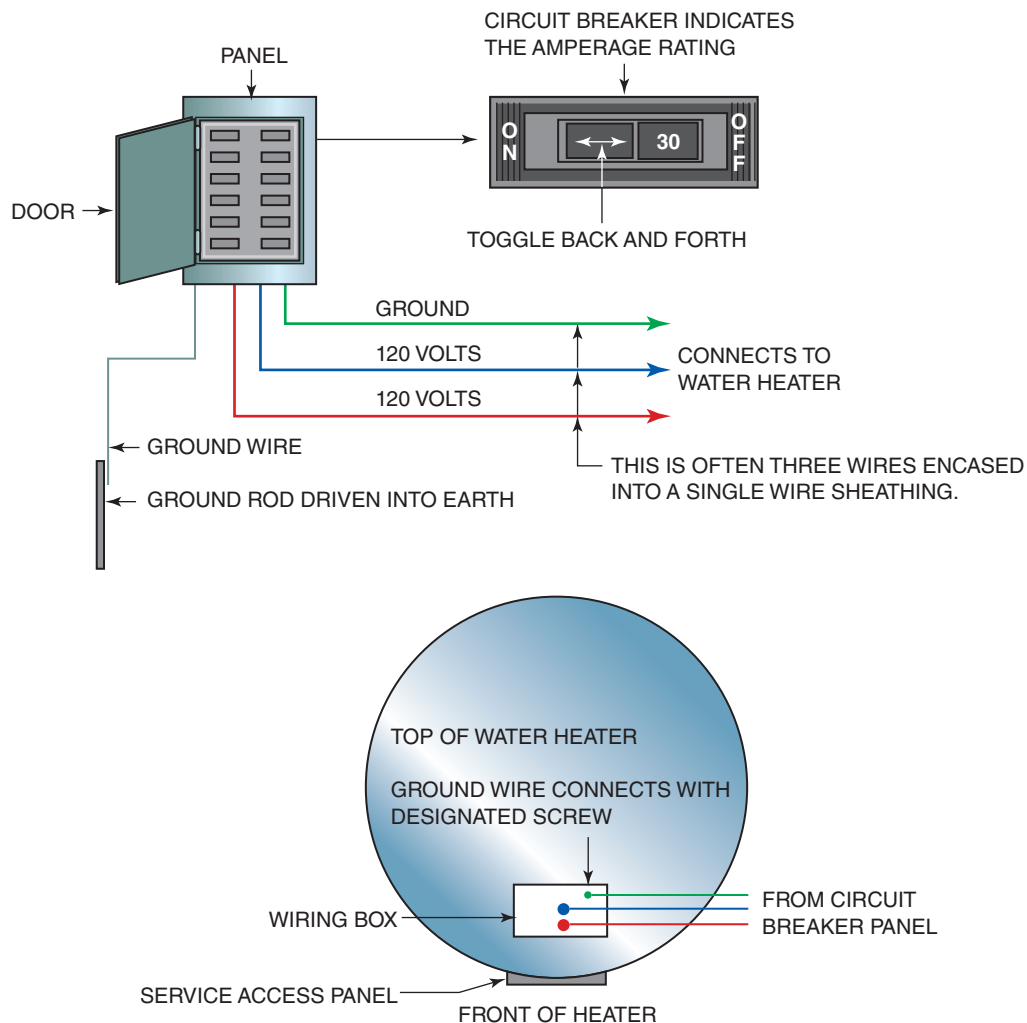 CIRCUIT BREAKER INDICATES
THE AMPERAGE RATING
PANEL
ON
30
OFF
DOOR
TOGGLE BACK AND FORTH
GROUND
120 VOLTS
CONNECTS TO
WATER HEATER
120 VOLTS
GROUND WIRE
THIS IS OFTEN THREE WIRES ENCASED
INTO A SINGLE WIRE SHEATHING.
GROUND ROD DRIVEN INTO EARTH
TOP OF WATER HEATER
GROUND WIRE CONNECTS WITH
DESIGNATED SCREW
WIRING BOX
FROM CIRCUIT
BREAKER PANEL
SERVICE ACCESS PANEL
FRONT OF HEATER